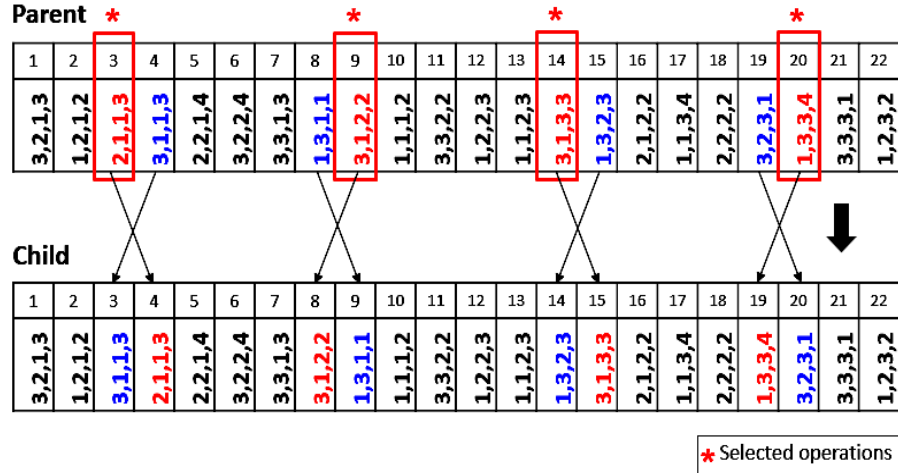 Parent * * * *
1 2 3 4 5 6 7 8 9 10 11 12 13 14 15 16 17 18 19 20 21 22
3,2,1,3 1,2,1,2 2,1,1,3 3,1,1,3 2,2,1,4 3,2,2,4 3,3,1,3 1,3,1,1 3,1,2,2 1,1,1,2 3,3,2,2 1,2,2,3 1,1,2,3 3,1,3,3 1,3,2,3 2,1,2,2 1,1,3,4 2,2,2,2 3,2,3,1 1,3,3,4 3,3,3,1 1,2,3,2
Child
1 2 3 4 5 6 7 8 9 10 11 12 13 14 15 16 17 18 19 20 21 22
3,2,1,3 1,2,1,2 3,1,1,3 2,1,1,3 2,2,1,4 3,2,2,4 3,3,1,3 3,1,2,2 1,3,1,1 1,1,1,2 3,3,2,2 1,2,2,3 1,1,2,3 1,3,2,3 3,1,3,3 2,1,2,2 1,1,3,4 2,2,2,2 1,3,3,4 3,2,3,1 3,3,3,1 1,2,3,2
* Selected operations